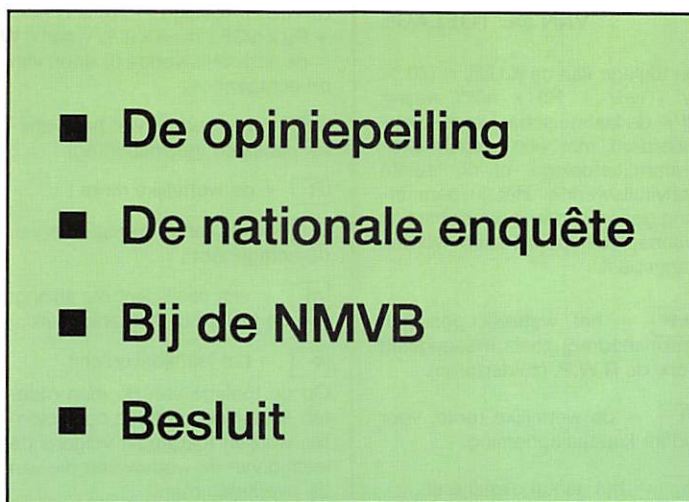 ■ De opiniepeiling
■ De nationale enquête
■ Bij de NMVB
■ Besluit